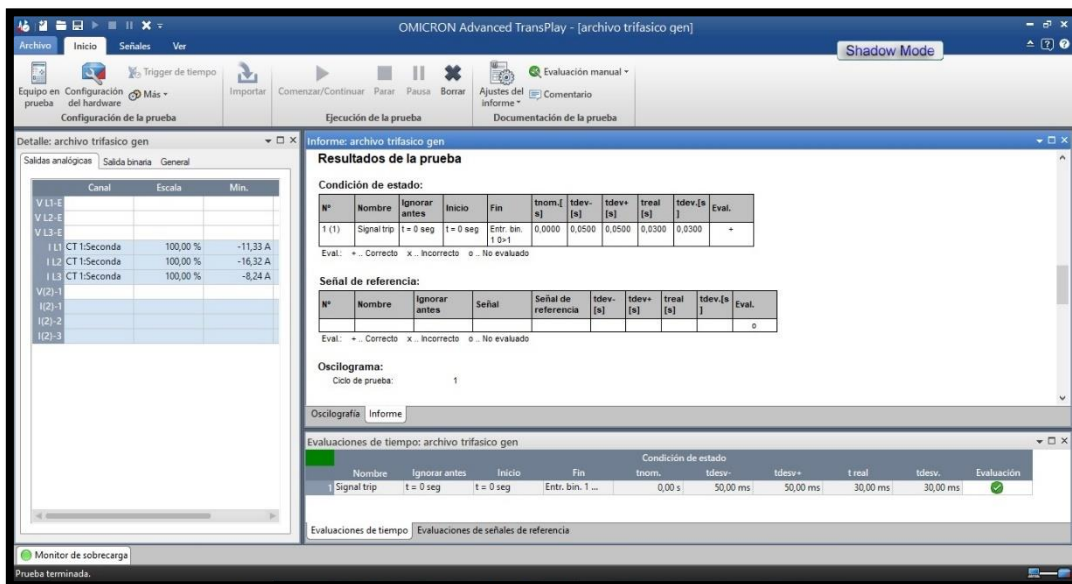 OMICRON Advanced TransPlay - [archivo trifasico gen]
Archivo Inicio Señales Ver
Shadow Mode
Equipo en prueba
Configuración del hardware
Trigger de tiempo
Más
Configuración de la prueba
Importar
Comenzar/Continuar Parar Pausa Borrar
Ejecución de la prueba
Ajustes del informe
Evaluación manual
Comentario
Documentación de la prueba
Detalle: archivo trifasico gen
Saidas analógicas Salida binaria General
Canal Escala Min.
V L1-E
V L2-E
V L3-E
I L1 CT 1:Seconda 100,00 % -11,33 A
I L2 CT 1:Seconda 100,00 % -16,32 A
I L3 CT 1:Seconda 100,00 % -8,24 A
V(2)-1
I(2)-1
I(2)-2
I(2)-3
Informe: archivo trifasico gen
Resultados de la prueba
Condición de estado:
Nº Nombre Ignorar antes Inicio Fin tnom.[s] tdev-[s] tdev+[s] treal [s] tdev.[s] Eval.
1 (1) Signal trip t = 0 seg t = 0 seg Entr. bin. 1 0>1 0,0000 0,0500 0,0500 0,0300 0,0300 +
Eval.: + .. Correcto x .. Incorrecto o .. No evaluado
Señal de referencia:
Nº Nombre Ignorar antes Señal Señal de referencia tdev-[s] tdev+[s] treal [s] tdev.[s] Eval.
o
Eval.: + .. Correcto x .. Incorrecto o .. No evaluado
Oscilograma:
Ciclo de prueba: 1
Oscilografía Informe
Evaluaciones de tiempo: archivo trifasico gen
Condición de estado
Nombre Ignorar antes Inicio Fin tnom. tdesv- tdesv+ t real tdesv. Evaluación
1 Signal trip t = 0 seg t = 0 seg Entr. bin. 1 ... 0,00 s 50,00 ms 50,00 ms 30,00 ms 30,00 ms
Evaluaciones de tiempo Evaluaciones de señales de referencia
Monitor de sobrecarga
Prueba terminada.